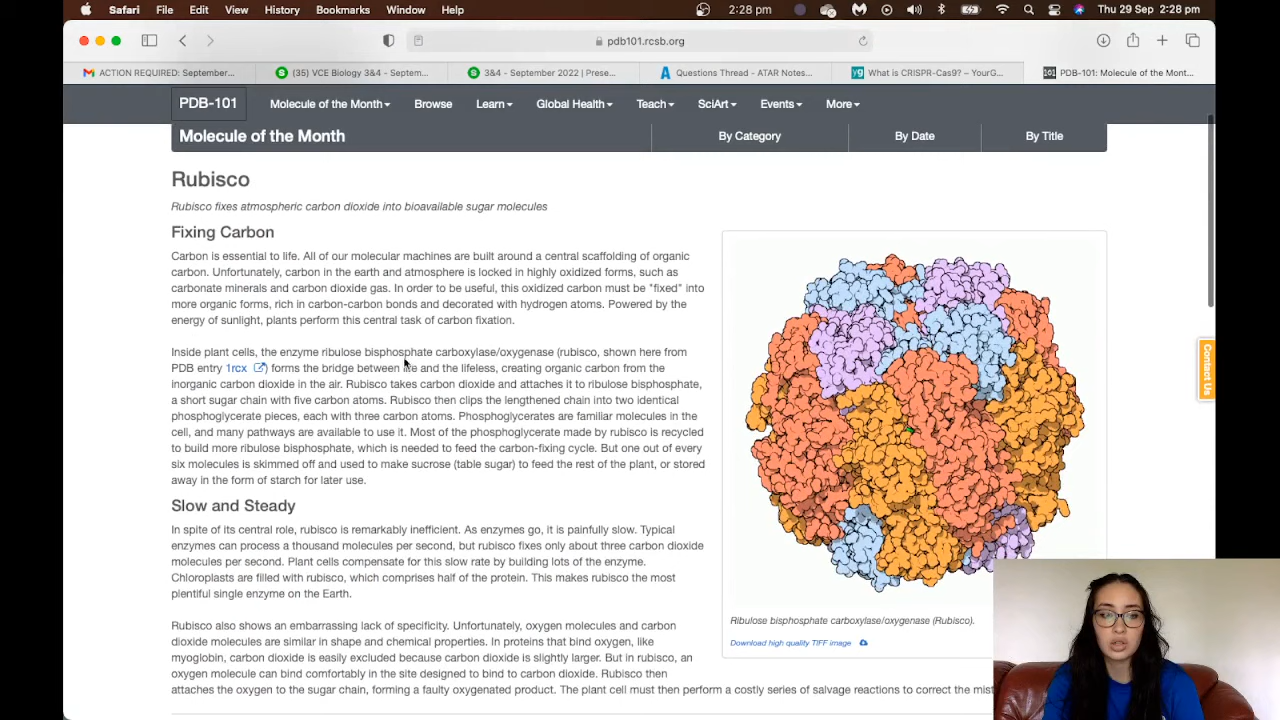 Safari File Edit View History Bookmarks Window Help 2:28 pm Thu 29 Sep 2:28 pm
pdb101.rcsb.org
ACTION REQUIRED: September... (35) VCE Biology 3&4 - Septem... 3&4 - September 2022 | Prese... Questions Thread - ATAR Notes... What is CRISPR-Cas9? – YourG... PDB-101: Molecule of the Mont...
PDB-101 Molecule of the Month Browse Learn Global Health Teach SciArt Events More
Molecule of the Month By Category By Date By Title
Rubisco
Rubisco fixes atmospheric carbon dioxide into bioavailable sugar molecules
Fixing Carbon
Carbon is essential to life. All of our molecular machines are built around a central scaffolding of organic
carbon. Unfortunately, carbon in the earth and atmosphere is locked in highly oxidized forms, such as
carbonate minerals and carbon dioxide gas. In order to be useful, this oxidized carbon must be "fixed" into
more organic forms, rich in carbon-carbon bonds and decorated with hydrogen atoms. Powered by the
energy of sunlight, plants perform this central task of carbon fixation.
Inside plant cells, the enzyme ribulose bisphosphate carboxylase/oxygenase (rubisco, shown here from
PDB entry 1rcx ) forms the bridge between life and the lifeless, creating organic carbon from the
inorganic carbon dioxide in the air. Rubisco takes carbon dioxide and attaches it to ribulose bisphosphate,
a short sugar chain with five carbon atoms. Rubisco then clips the lengthened chain into two identical
phosphoglycerate pieces, each with three carbon atoms. Phosphoglycerates are familiar molecules in the
cell, and many pathways are available to use it. Most of the phosphoglycerate made by rubisco is recycled
to build more ribulose bisphosphate, which is needed to feed the carbon-fixing cycle. But one out of every
six molecules is skimmed off and used to make sucrose (table sugar) to feed the rest of the plant, or stored
away in the form of starch for later use.
Slow and Steady
In spite of its central role, rubisco is remarkably inefficient. As enzymes go, it is painfully slow. Typical
enzymes can process a thousand molecules per second, but rubisco fixes only about three carbon dioxide
molecules per second. Plant cells compensate for this slow rate by building lots of the enzyme.
Chloroplasts are filled with rubisco, which comprises half of the protein. This makes rubisco the most
plentiful single enzyme on the Earth.
Rubisco also shows an embarrassing lack of specificity. Unfortunately, oxygen molecules and carbon
dioxide molecules are similar in shape and chemical properties. In proteins that bind oxygen, like
myoglobin, carbon dioxide is easily excluded because carbon dioxide is slightly larger. But in rubisco, an
oxygen molecule can bind comfortably in the site designed to bind to carbon dioxide. Rubisco then
attaches the oxygen to the sugar chain, forming a faulty oxygenated product. The plant cell must then perform a costly series of salvage reactions to correct the mist
Ribulose bisphosphate carboxylase/oxygenase (Rubisco).
Download high quality TIFF image
Contact Us